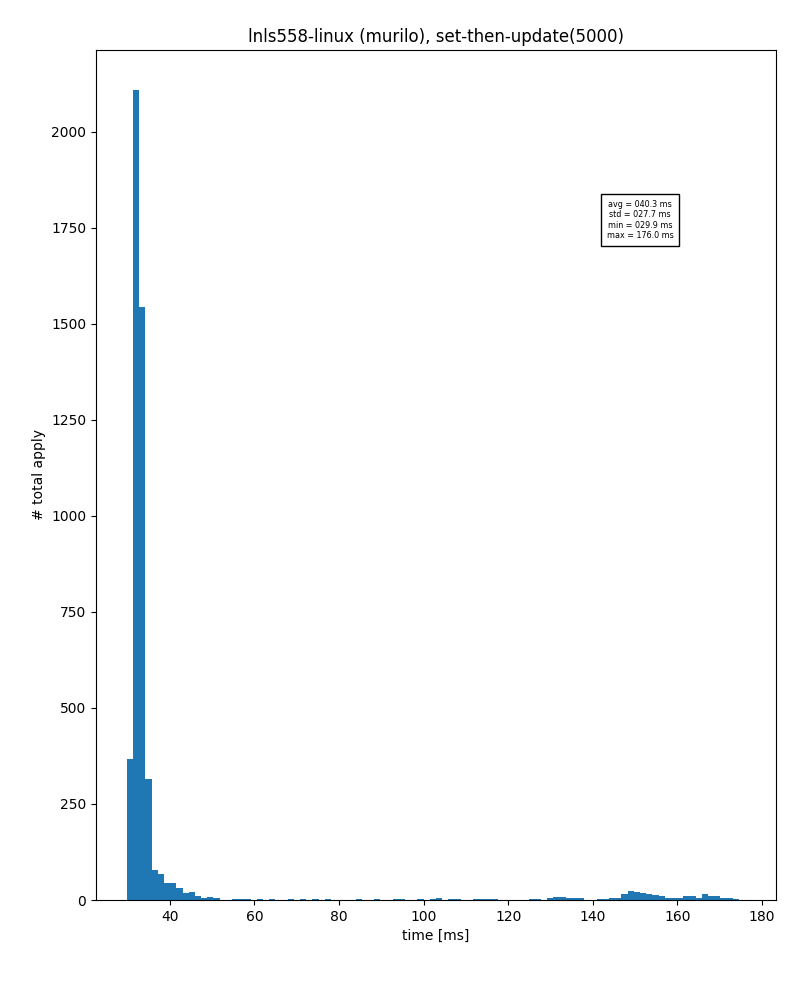 lnls558-linux (murilo), set-then-update(5000)
2000
1750
1500
1250
1000
750
500
250
0
# total apply
avg = 040.3 ms
std = 027.7 ms
min = 029.9 ms
max = 176.0 ms
40 60 80 100 120 140 160 180
time [ms]